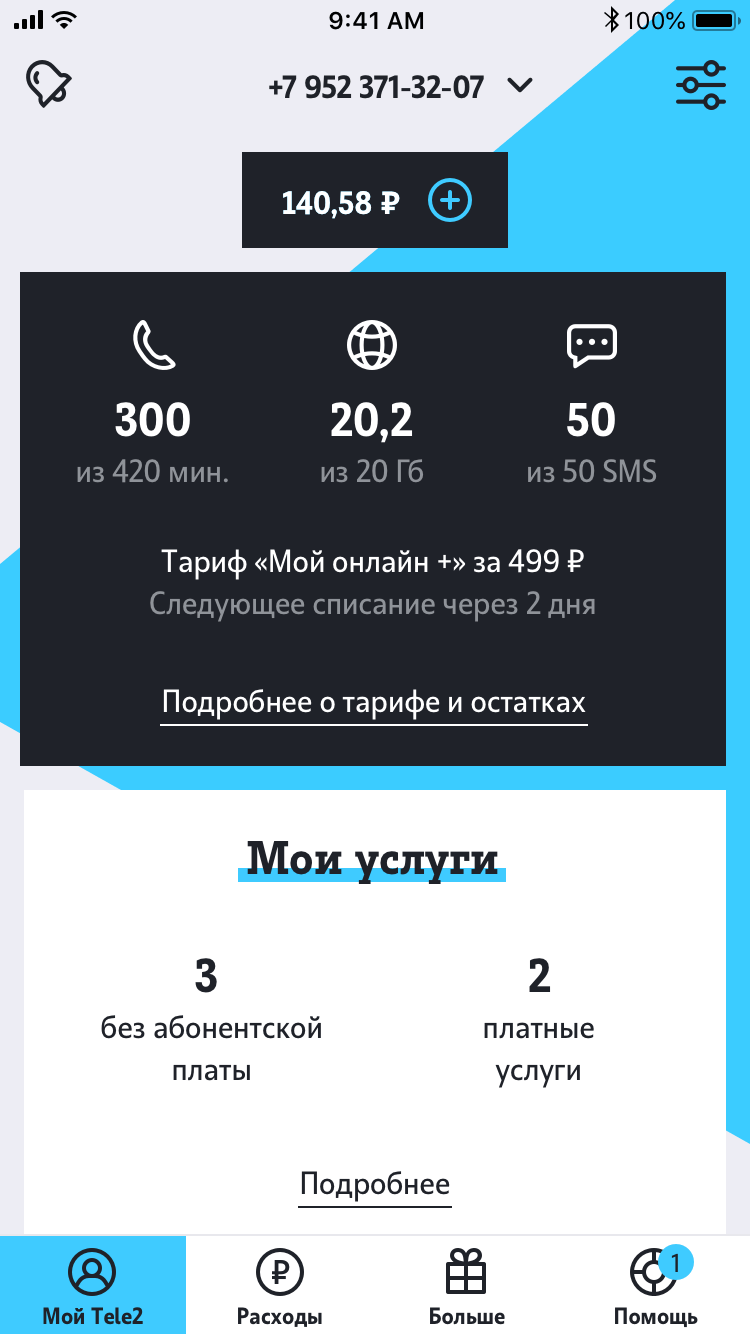 9:41 AM
100%
+7 952 371-32-07
140,58 ₽
300
20,2
50
из 420 мин.
из 20 Гб
из 50 SMS
Тариф «Мой онлайн +» за 499 ₽
Следующее списание через 2 дня
Подробнее о тарифе и остатках
Мои услуги
3
2
без абонентской
платы
платные
услуги
Подробнее
₽
1
Мой Tele2
Расходы
Больше
Помощь